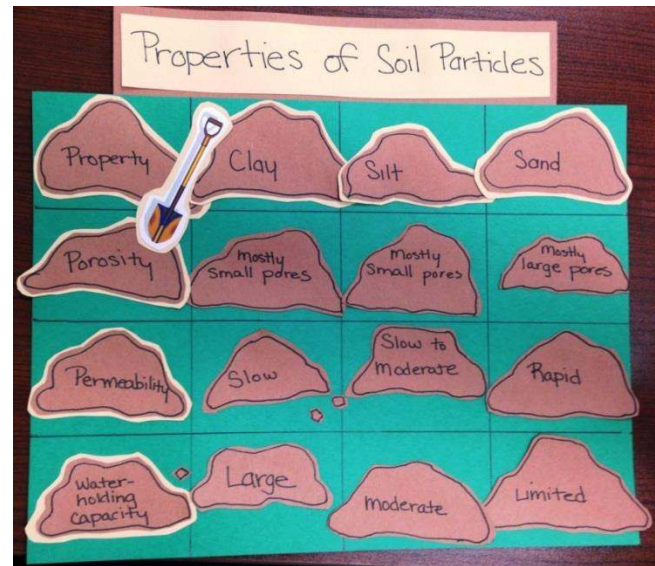 Properties of Soil Particles
Property
Clay
Silt
Sand
Porosity
mostly
small pores
mostly
small pores
mostly
large pores
Permeability
Slow
Slow to
moderate
Rapid
Water-
holding
capacity
Large
moderate
Limited